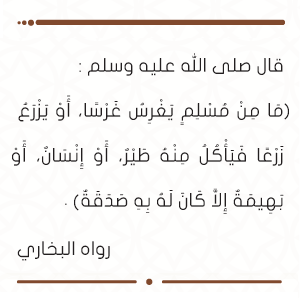 قال صلى الله عليه وسلم :
(مَا مِنْ مُسْلِمٍ يَغْرِسُ غَرْسًا، أَوْ يَزْرَعُ
زَرْعًا فَيَأْكُلُ مِنْهُ طَيْرٌ، أَوْ إِنْسَانٌ، أَوْ
بَهِيمَةٌ إِلاَّ كَانَ لَهُ بِهِ صَدَقَةٌ) .
رواه البخاري